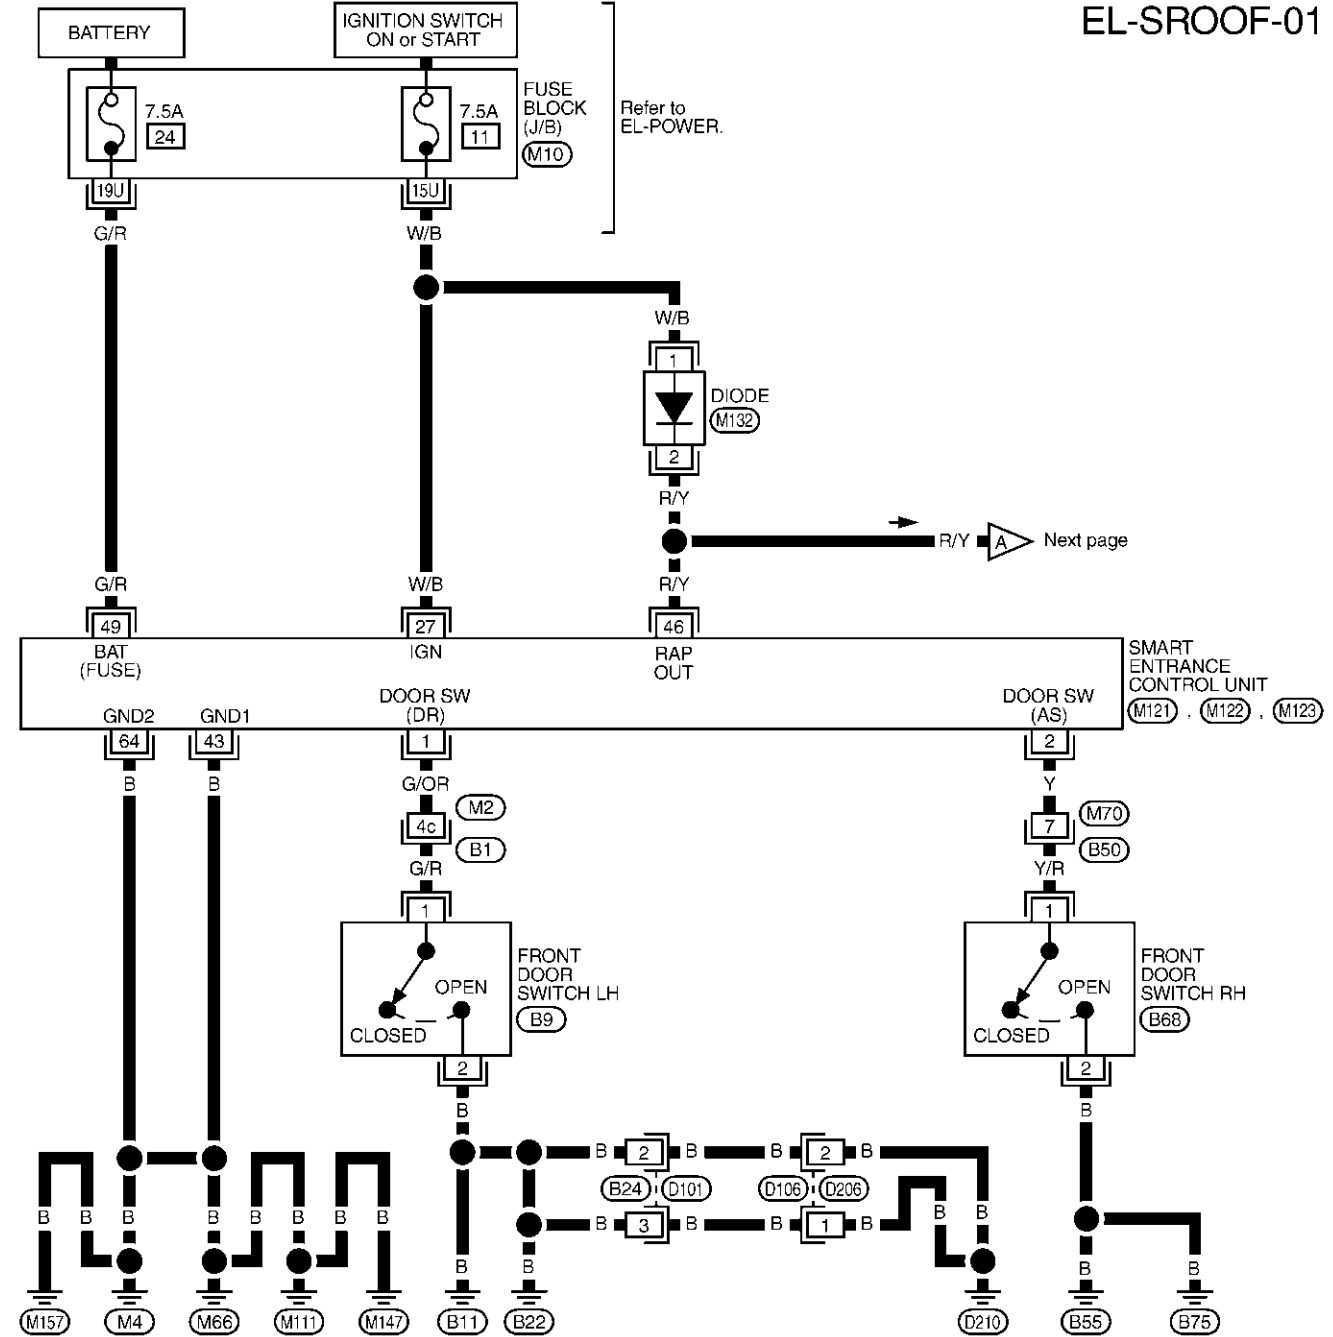 EL-SROOF-01
BATTERY
IGNITION SWITCH
ON or START
7.5A
24
7.5A
11
FUSE
BLOCK
(J/B)
M10
Refer to
EL-POWER.
19U
15U
G/R
W/B
W/B
1
DIODE
M132
2
R/Y
R/Y
A
Next page
G/R
W/B
R/Y
49
27
46
BAT
(FUSE)
IGN
RAP
OUT
SMART
ENTRANCE
CONTROL UNIT
M121 , M122 , M123
GND2
GND1
DOOR SW
(DR)
DOOR SW
(AS)
64
43
1
2
B
B
G/OR
Y
M2
4c
B1
M70
7
B50
G/R
Y/R
1
1
FRONT
DOOR
SWITCH LH
B9
OPEN
CLOSED
FRONT
DOOR
SWITCH RH
B68
OPEN
CLOSED
2
2
B
B
B 2 B B 2 B
B24 D101 D106 D206
B 3 B B 1 B
B B B B B B B B B
B B
B B
B B
M157 M4 M66 M111 M147 B11 B22 D210 B55 B75